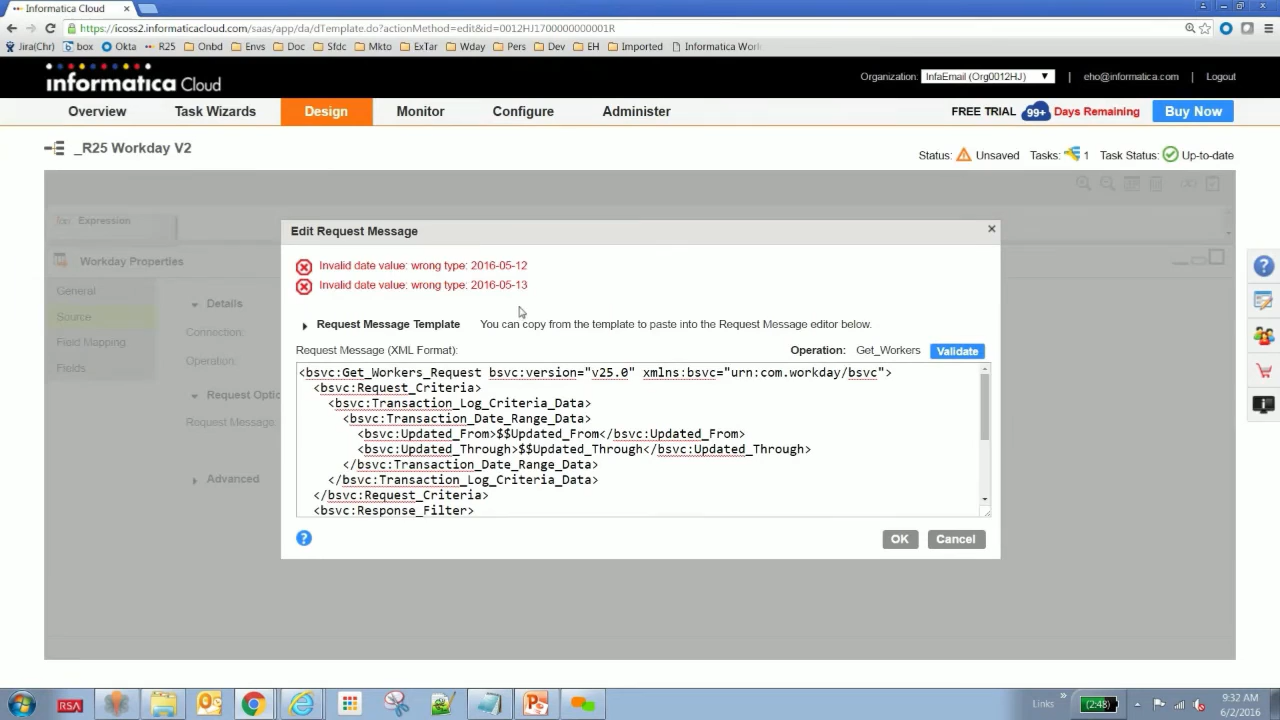 Informatica Cloud
https://icoss2.informaticacloud.com/saas/app/da/dTemplate.do?actionMethod=edit&id=0012HJ1700000000001R
Jira(Chr) box Okta R25 Onbd Envs Doc Sfdc Mkto ExTar Wday Pers Dev EH Imported Informatica Work
informatica Cloud
Organization: InfaEmail (Org0012HJ) | eho@informatica.com | Logout
Overview Task Wizards Design Monitor Configure Administer FREE TRIAL 99+ Days Remaining Buy Now
_R25 Workday V2
Status: Unsaved Tasks: 1 Task Status: Up-to-date
Expression
Workday Properties
General
Source
Field Mapping
Fields
Details
Connection:
Operation:
Request Optio
Request Message:
Advanced
Edit Request Message
Invalid date value: wrong type: 2016-05-12
Invalid date value: wrong type: 2016-05-13
Request Message Template You can copy from the template to paste into the Request Message editor below.
Request Message (XML Format): Operation: Get_Workers Validate
<bsvc:Get_Workers_Request bsvc:version="v25.0" xmlns:bsvc="urn:com.workday/bsvc">
<bsvc:Request_Criteria>
<bsvc:Transaction_Log_Criteria_Data>
<bsvc:Transaction_Date_Range_Data>
<bsvc:Updated_From>$$Updated_From</bsvc:Updated_From>
<bsvc:Updated_Through>$$Updated_Through</bsvc:Updated_Through>
</bsvc:Transaction_Date_Range_Data>
</bsvc:Transaction_Log_Criteria_Data>
</bsvc:Request_Criteria>
<bsvc:Response_Filter>
OK Cancel
RSA Links (2:48) 9:32 AM
6/2/2016